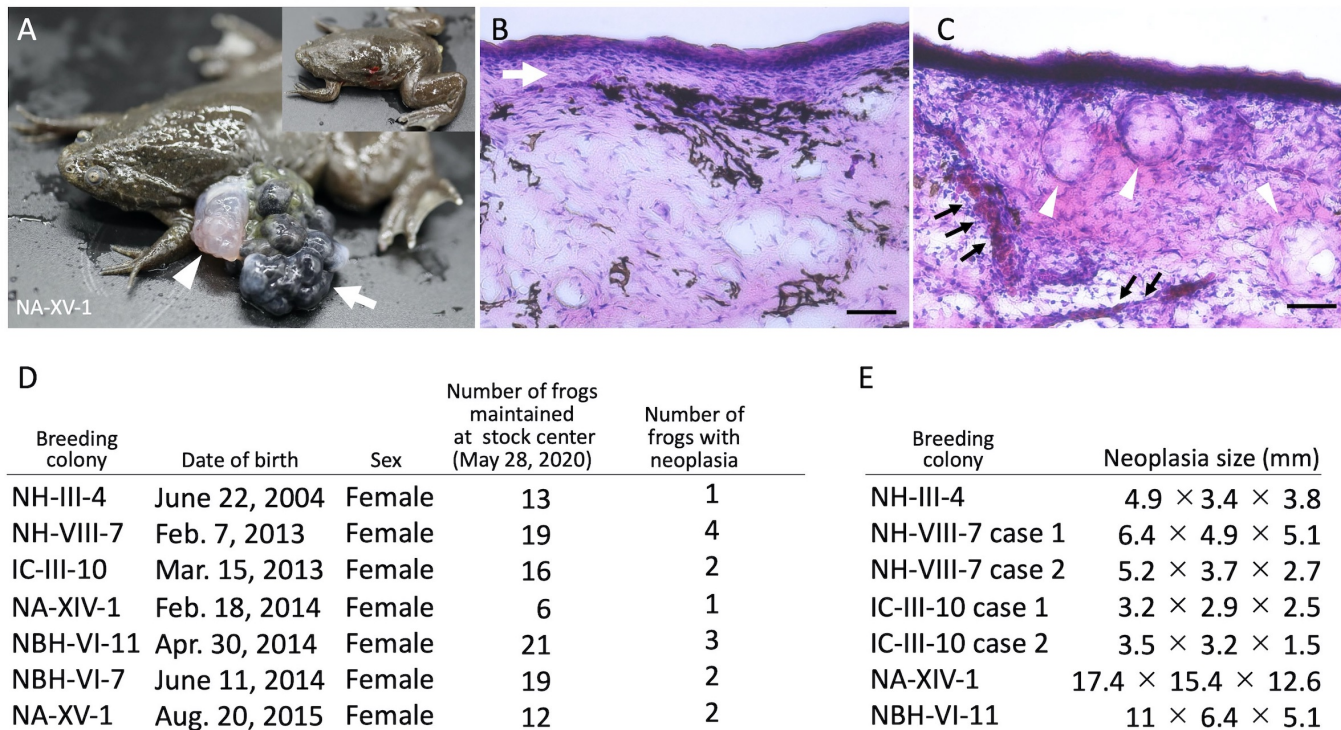 A
NA-XV-1
B
C
D
Breeding colony Date of birth Sex Number of frogs maintained at stock center (May 28, 2020) Number of frogs with neoplasia
NH-III-4 June 22, 2004 Female 13 1
NH-VIII-7 Feb. 7, 2013 Female 19 4
IC-III-10 Mar. 15, 2013 Female 16 2
NA-XIV-1 Feb. 18, 2014 Female 6 1
NBH-VI-11 Apr. 30, 2014 Female 21 3
NBH-VI-7 June 11, 2014 Female 19 2
NA-XV-1 Aug. 20, 2015 Female 12 2
E
Breeding colony Neoplasia size (mm)
NH-III-4 4.9 × 3.4 × 3.8
NH-VIII-7 case 1 6.4 × 4.9 × 5.1
NH-VIII-7 case 2 5.2 × 3.7 × 2.7
IC-III-10 case 1 3.2 × 2.9 × 2.5
IC-III-10 case 2 3.5 × 3.2 × 1.5
NA-XIV-1 17.4 × 15.4 × 12.6
NBH-VI-11 11 × 6.4 × 5.1